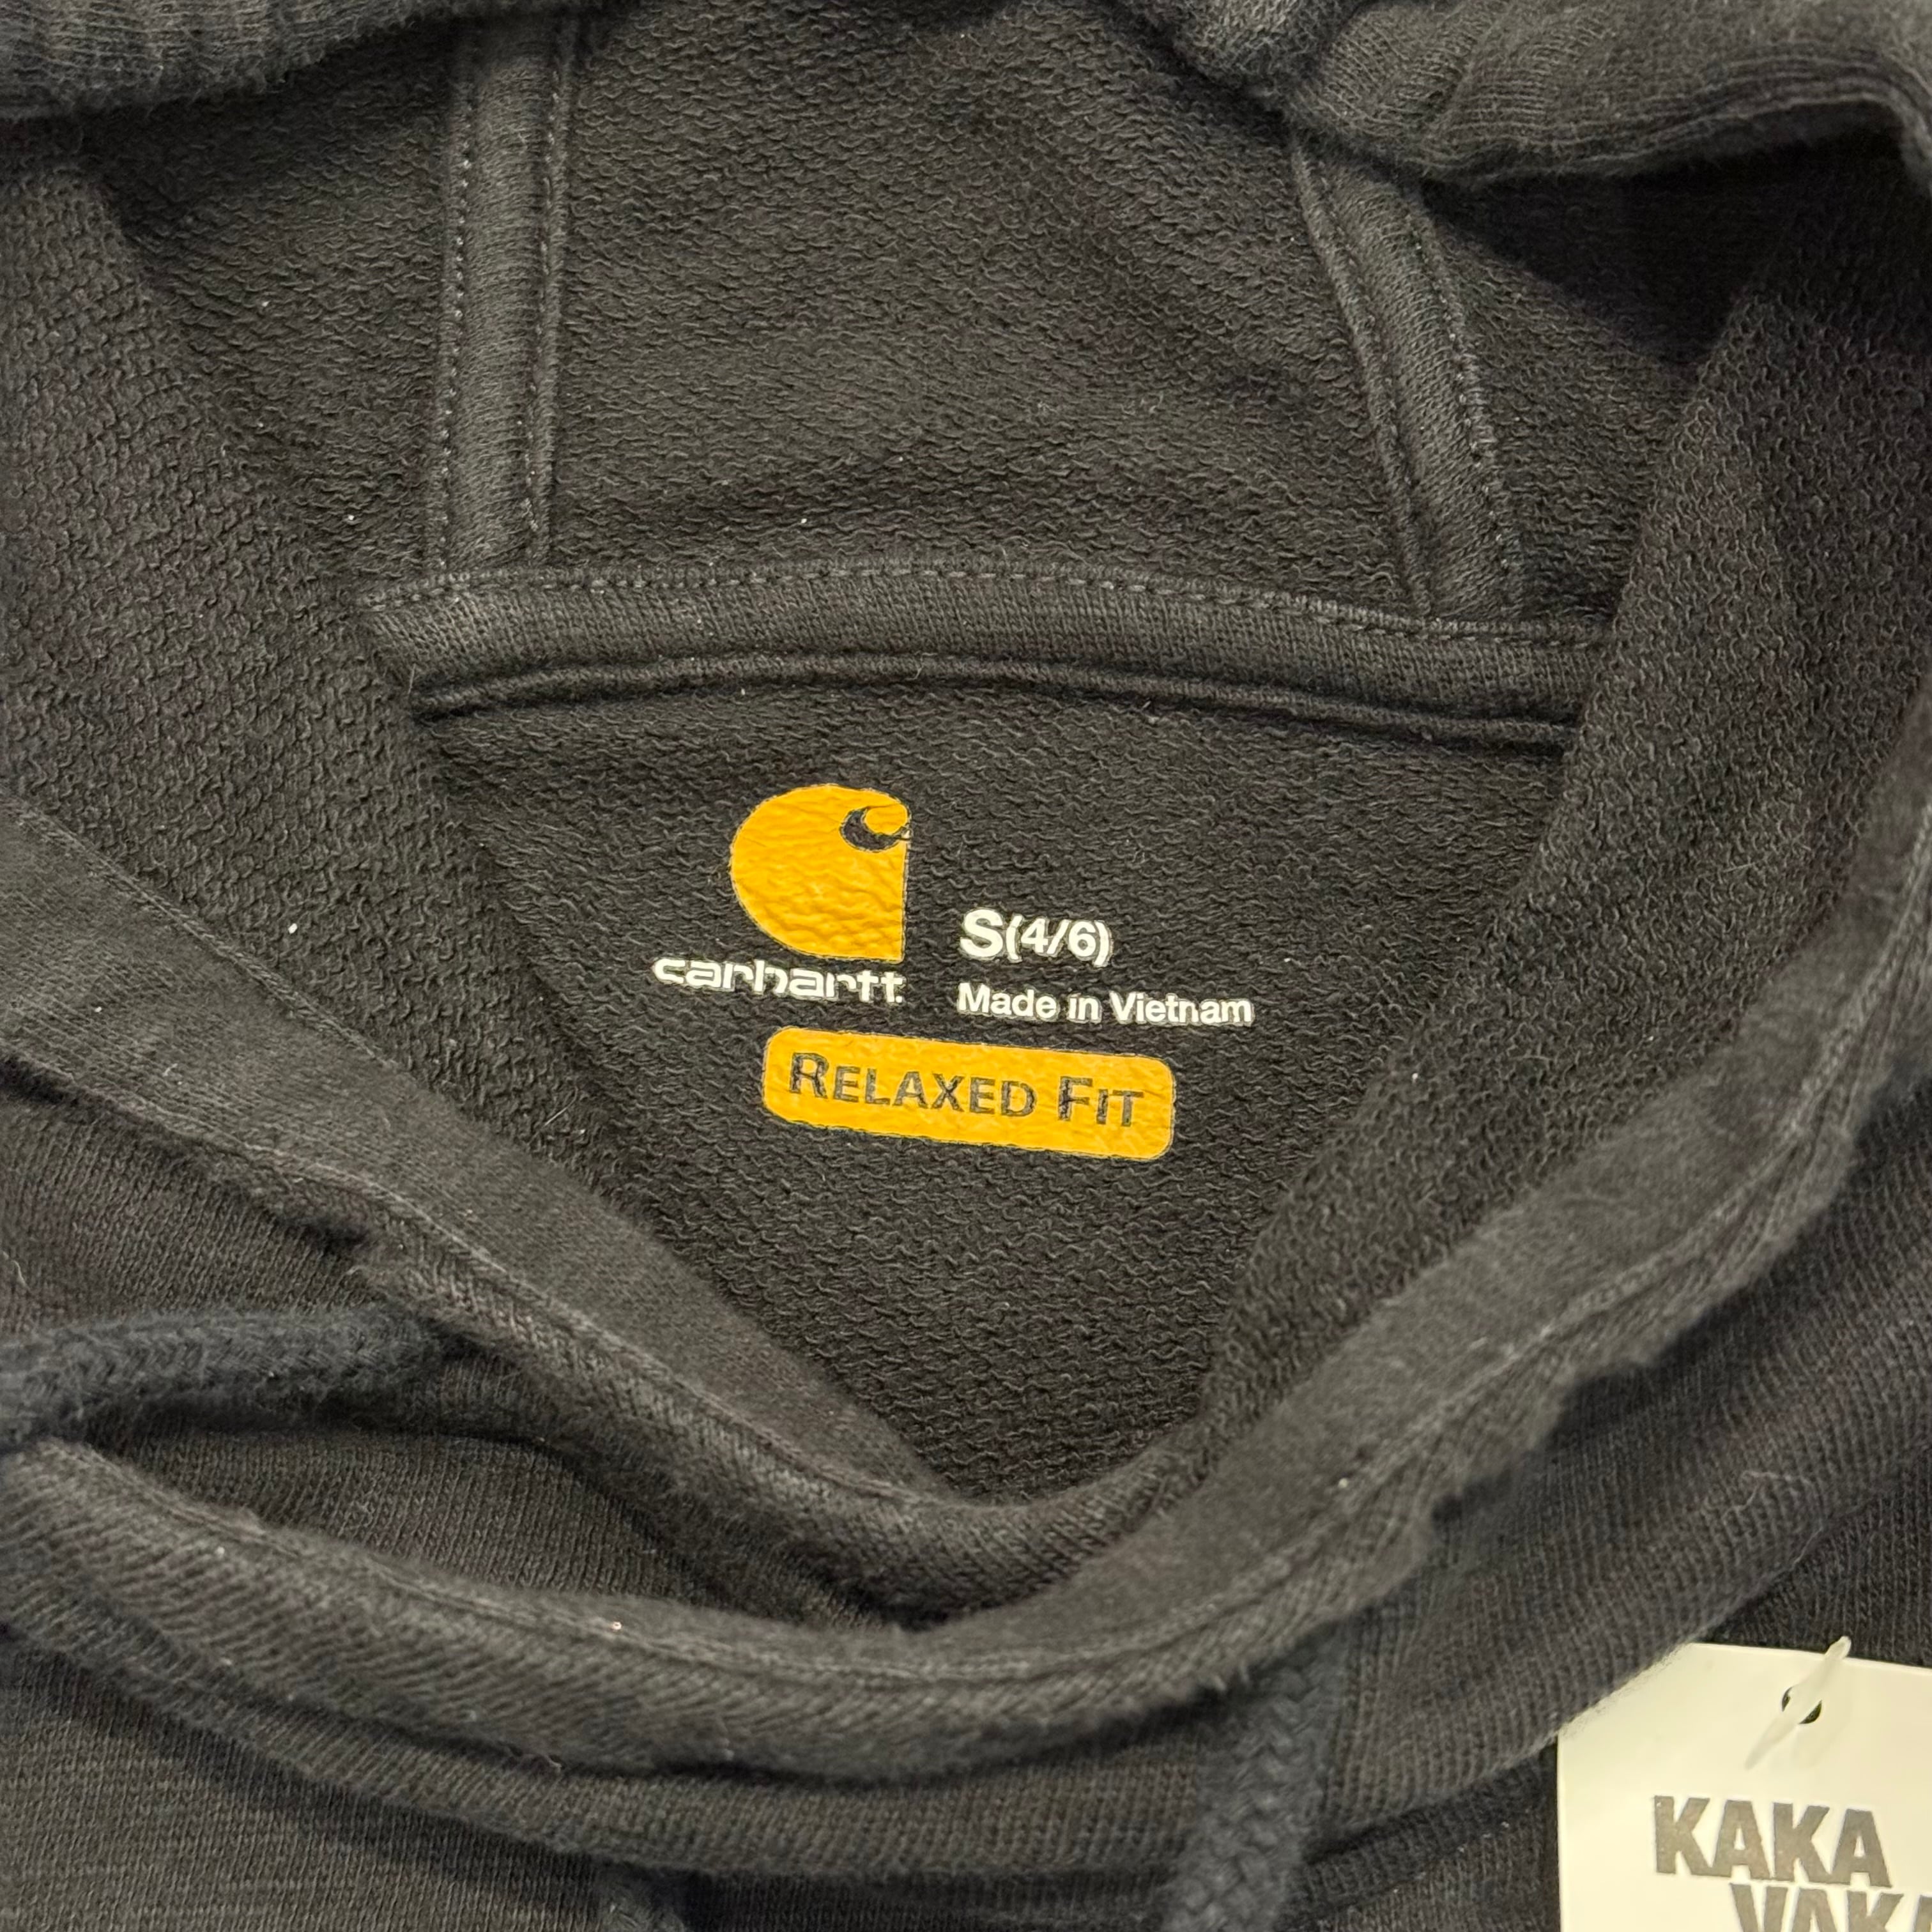 carhartt
S(4/6)
Made in Vietnam
RELAXED FIT
KAKA